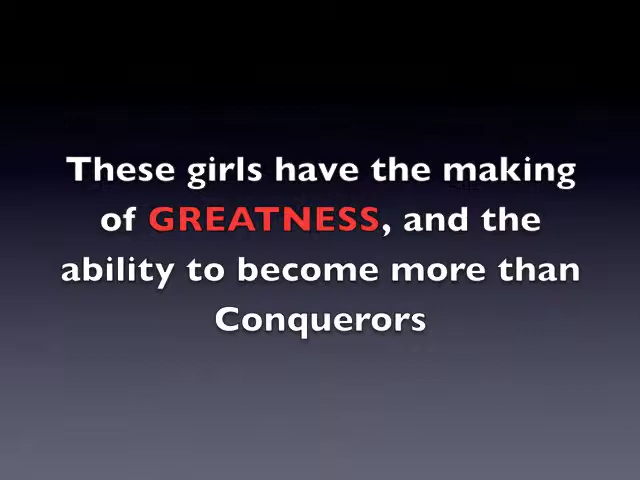 These girls have the making
of GREATNESS, and the
ability to become more than
Conquerors